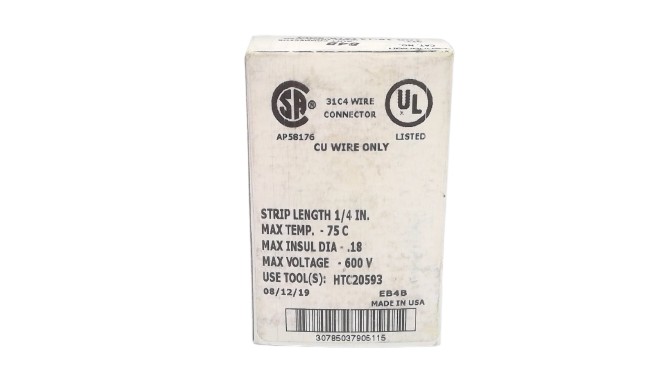 CSA® 31C4 WIRE UL
CONNECTOR
AP58176 LISTED
CU WIRE ONLY
STRIP LENGTH 1/4 IN.
MAX TEMP. - 75 C
MAX INSUL DIA - .18
MAX VOLTAGE - 600 V
USE TOOL(S): HTC20593
08/12/19 EB4B
MADE IN USA
30785037905115